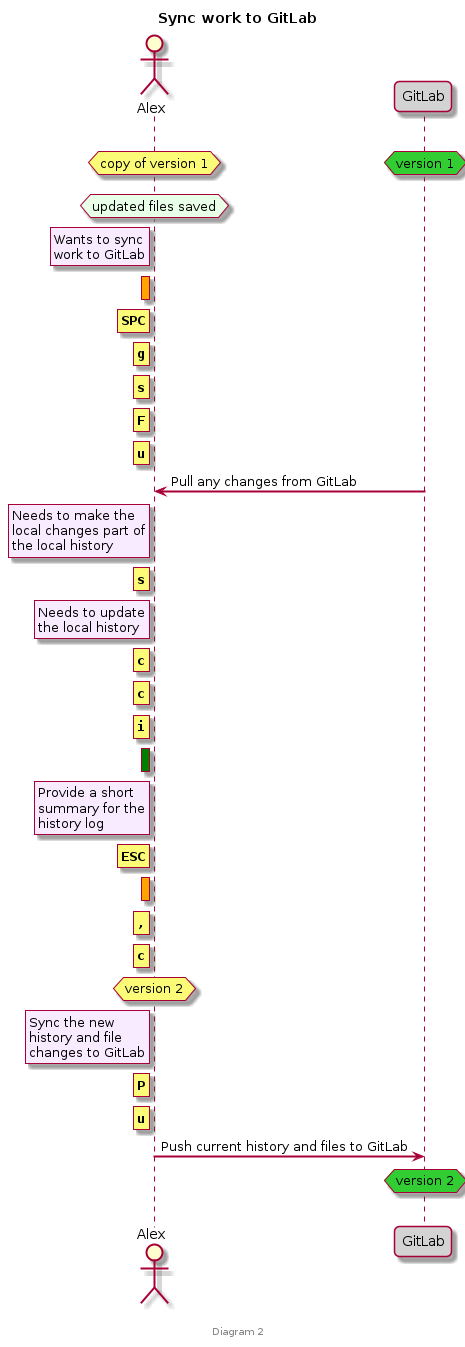 Sync work to GitLab
Alex
GitLab
copy of version 1
version 1
updated files saved
Wants to sync
work to GitLab
SPC
g
s
F
u
Pull any changes from GitLab
Needs to make the
local changes part of
the local history
s
Needs to update
the local history
c
c
i
Provide a short
summary for the
history log
ESC
,
c
version 2
Sync the new
history and file
changes to GitLab
P
u
Push current history and files to GitLab
version 2
Alex
GitLab
Diagram 2